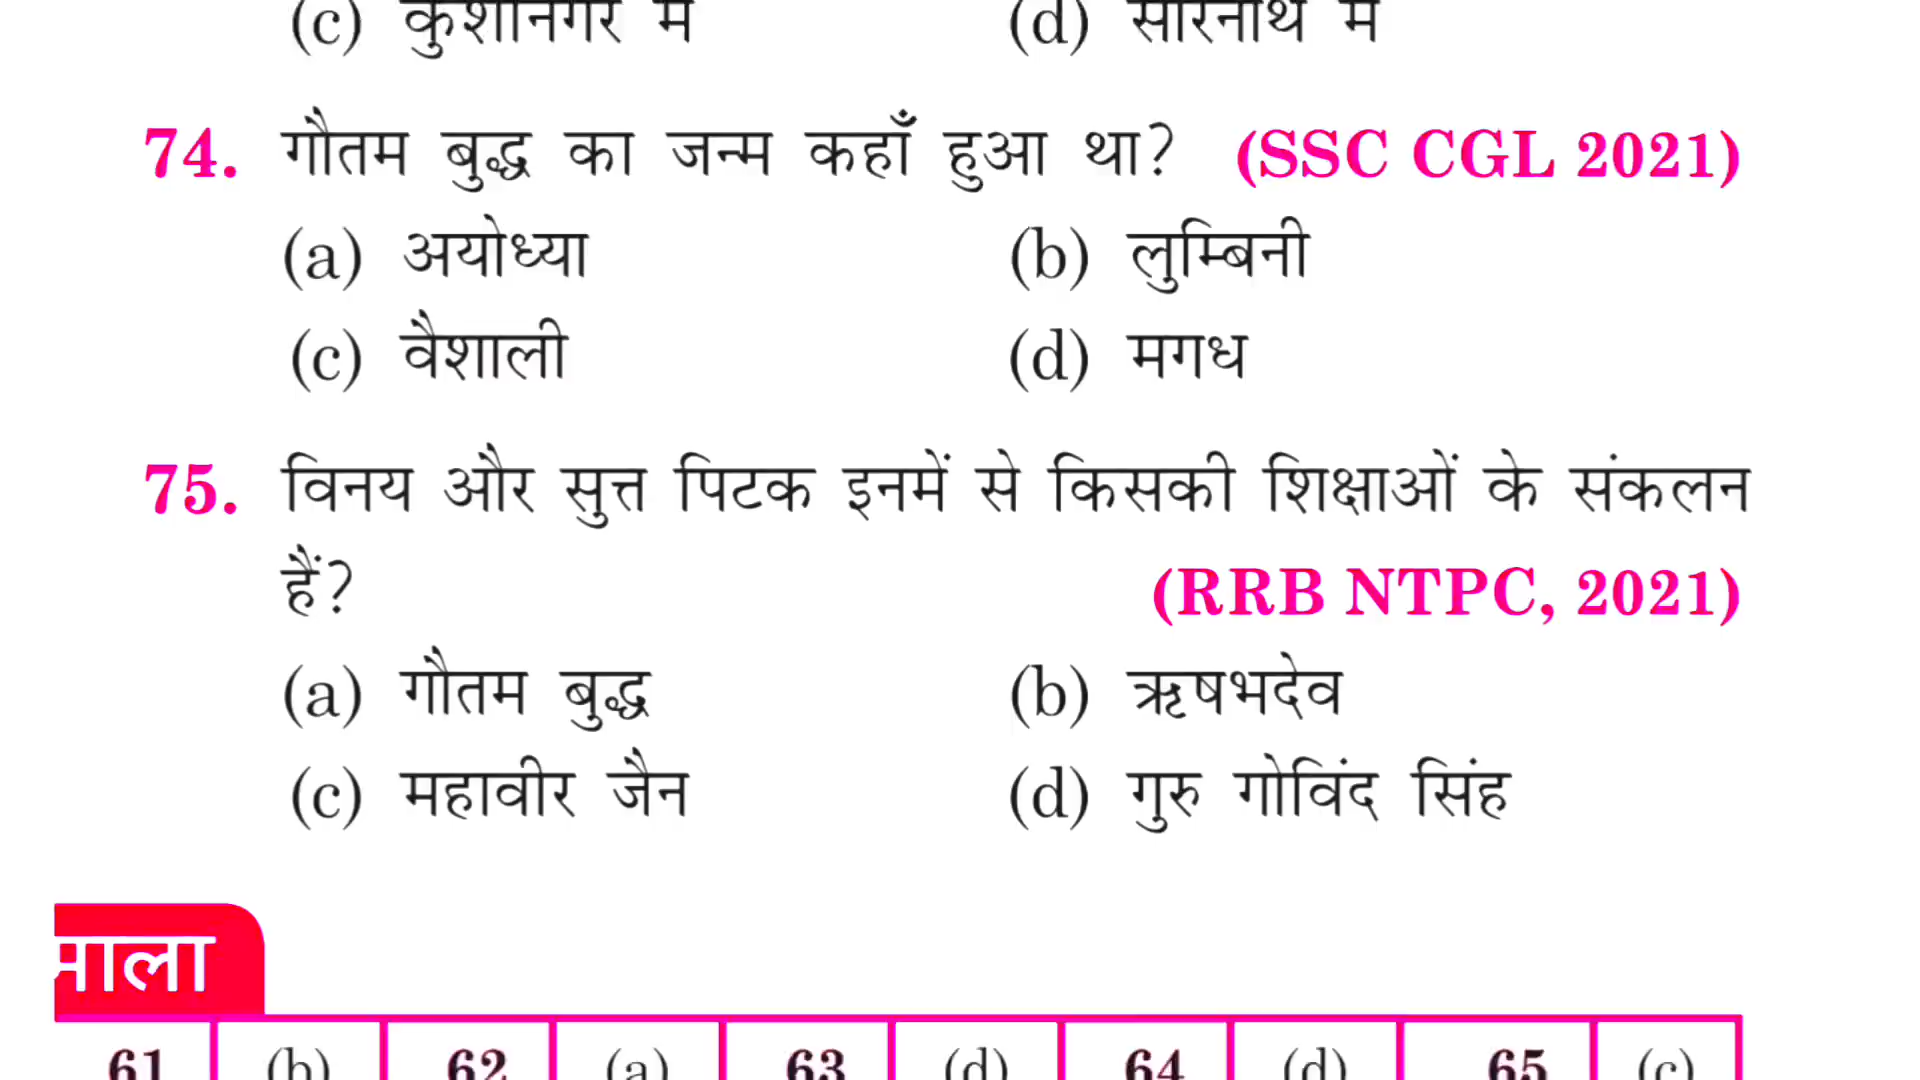 (c) कुशीनगर में (d) सारनाथ में
74. गौतम बुद्ध का जन्म कहाँ हुआ था? (SSC CGL 2021)
(a) अयोध्या (b) लुम्बिनी
(c) वैशाली (d) मगध
75. विनय और सुत्त पिटक इनमें से किसकी शिक्षाओं के संकलन
हैं? (RRB NTPC, 2021)
(a) गौतम बुद्ध (b) ऋषभदेव
(c) महावीर जैन (d) गुरु गोविंद सिंह
माला
61 (b) 62 (a) 63 (d) 64 (d) 65 (c)